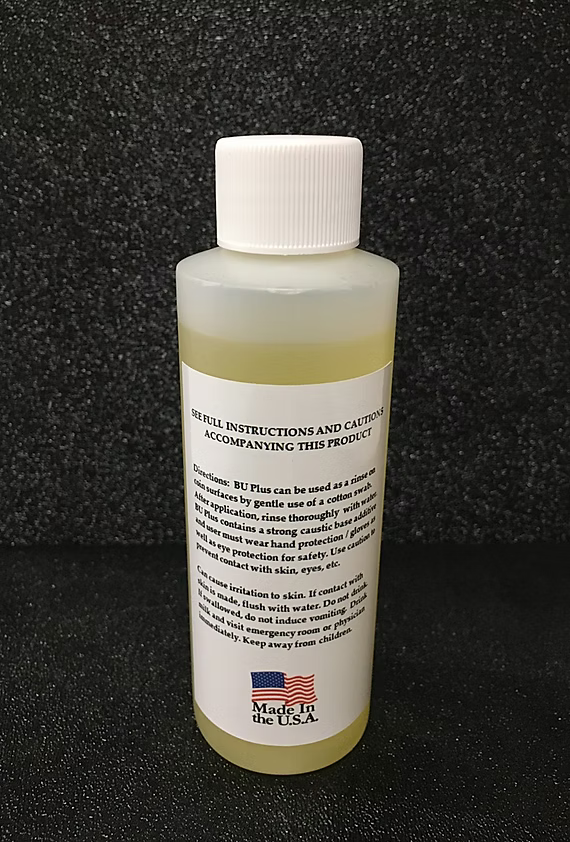 SEE FULL INSTRUCTIONS AND CAUTIONS
ACCOMPANYING THIS PRODUCT
Directions: BU Plus can be used as a rinse on
coin surfaces by gentle use of a cotton swab.
After application, rinse thoroughly with water.
BU Plus contains a strong caustic base additive
and user must wear hand protection / gloves as
well as eye protection for safety. Use caution to
prevent contact with skin, eyes, etc.
Can cause irritation to skin. If contact with
skin is made, flush with water. Do not drink.
If swallowed, do not induce vomiting. Drink
milk and visit emergency room or physician
immediately. Keep away from children.
Made In
the U.S.A.